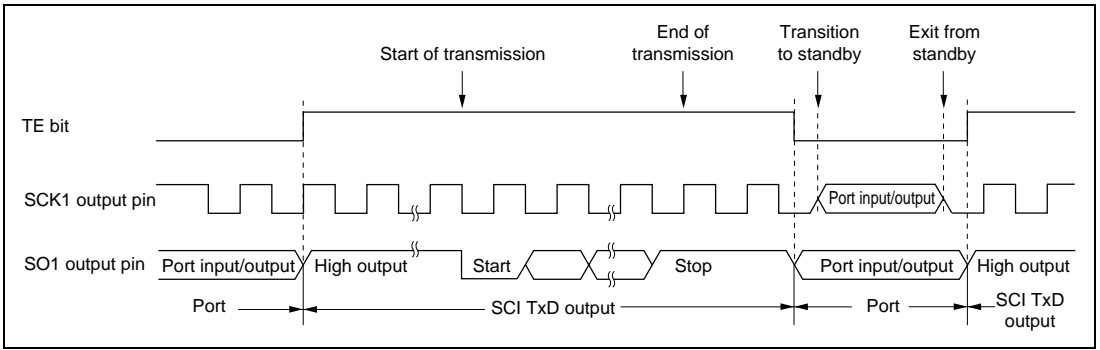 Start of transmission
End of
transmission
Transition
to standby
Exit from
standby
TE bit
SCK1 output pin
Port input/output
SO1 output pin
Port input/output
High output
Start
Stop
Port input/output
High output
Port
SCI TxD output
Port
SCI TxD
output